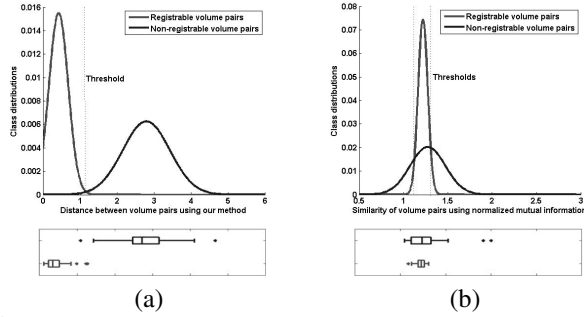 0.016
0.014
0.012
0.01
0.008
0.006
0.004
0.002
0
Class distributions
Registrable volume pairs
Non-registrable volume pairs
Threshold
0 1 2 3 4 5 6
Distance between volume pairs using our method
(a)
0.08
0.07
0.06
0.05
0.04
0.03
0.02
0.01
0
Class distributions
Registrable volume pairs
Non-registrable volume pairs
Thresholds
0.5 1 1.5 2 2.5 3
Similarity of volume pairs using normalized mutual information
(b)